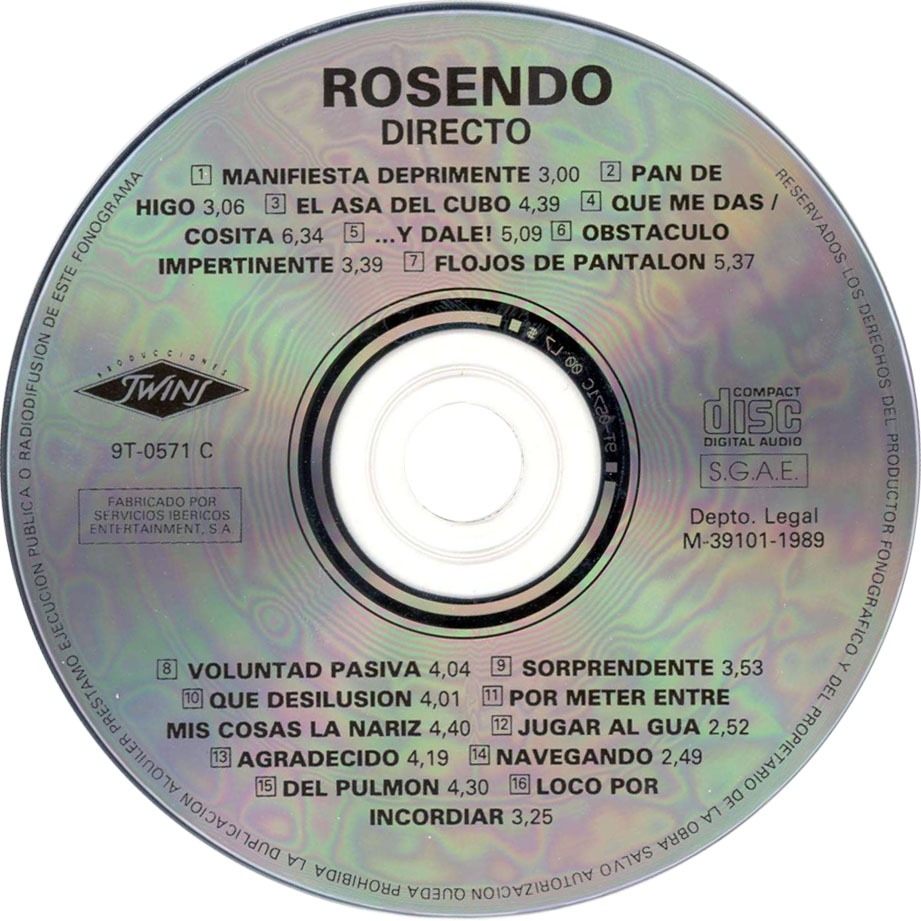 ROSENDO
DIRECTO
1 MANIFIESTA DEPRIMENTE 3,00 2 PAN DE
HIGO 3,06 3 EL ASA DEL CUBO 4,39 4 QUE ME DAS /
COSITA 6,34 5 ...Y DALE! 5,09 6 OBSTACULO
IMPERTINENTE 3,39 7 FLOJOS DE PANTALON 5,37
PRODUCCIONES
TWINS
9T-0571 C
FABRICADO POR
SERVICIOS IBERICOS
ENTERTAINMENT, S.A.
COMPACT
disc
DIGITAL AUDIO
S.G.A.E.
Depto. Legal
M-39101-1989
8 VOLUNTAD PASIVA 4,04 9 SORPRENDENTE 3,53
10 QUE DESILUSION 4,01 11 POR METER ENTRE
MIS COSAS LA NARIZ 4,40 12 JUGAR AL GUA 2,52
13 AGRADECIDO 4,19 14 NAVEGANDO 2,49
15 DEL PULMON 4,30 16 LOCO POR
INCORDIAR 3,25
RESERVADOS LOS DERECHOS DEL PRODUCTOR FONOGRAFICO Y DEL PROPIETARIO DE LA OBRA SALVO AUTORIZACION QUEDA PROHIBIDA LA DUPLICACION ALQUILER PRESTAMO EJECUCION PUBLICA O RADIODIFUSION DE ESTE FONOGRAMA